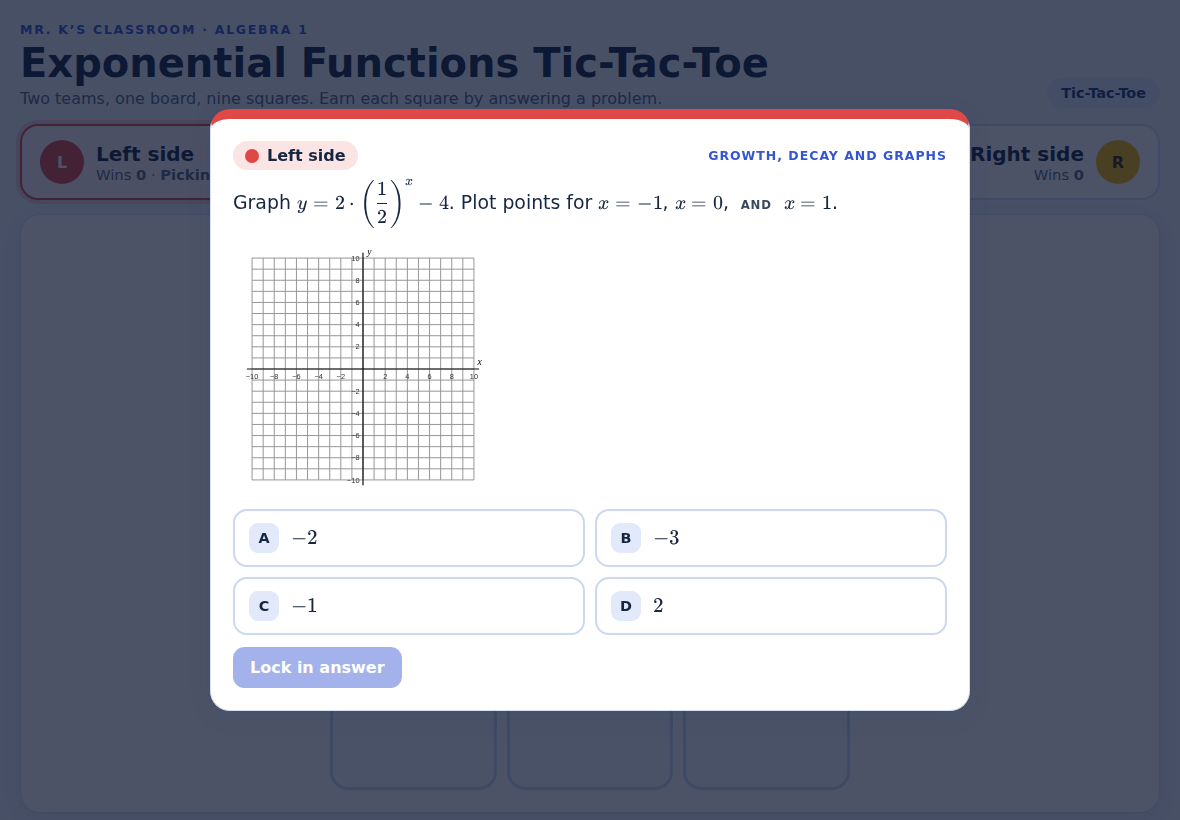 MR. K'S CLASSROOM · ALGEBRA 1
Exponential Functions Tic-Tac-Toe
Two teams, one board, nine squares. Earn each square by answering a problem.
Tic-Tac-Toe
L
Left side
Wins 0 · Pickin
Right side
Wins 0
R
Left side
GROWTH, DECAY AND GRAPHS
Graph y = 2 · (1/2)^x − 4. Plot points for x = −1, x = 0, AND x = 1.
y
10
8
6
4
2
x
−10 −8 −6 −4 −2 2 4 6 8 10
−2
−4
−6
−8
−10
A −2
B −3
C −1
D 2
Lock in answer